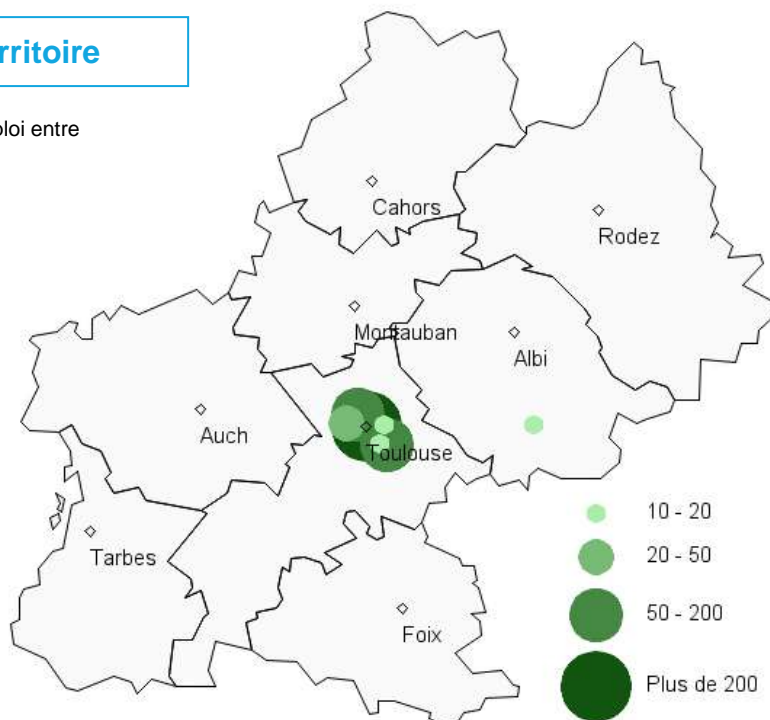 rritoire
loi entre
Cahors
Rodez
Montauban
Albi
Auch
Toulouse
Tarbes
Foix
10 - 20
20 - 50
50 - 200
Plus de 200